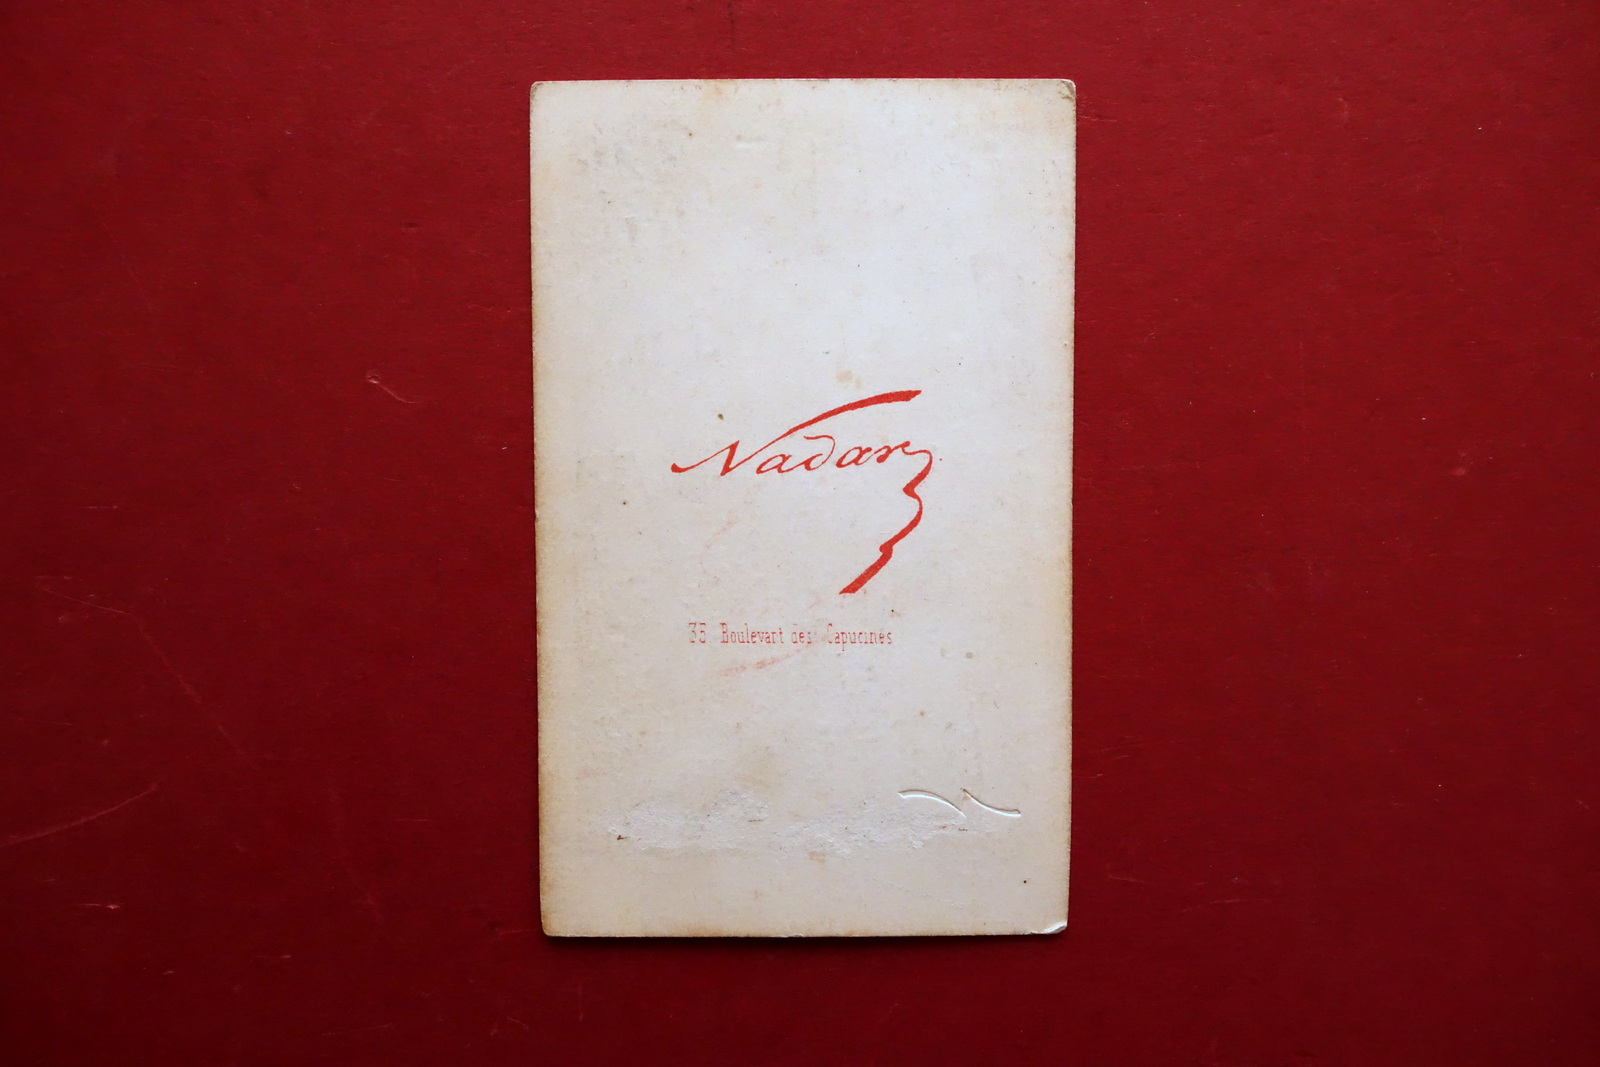 Nadar
35 Boulevart des Capucines